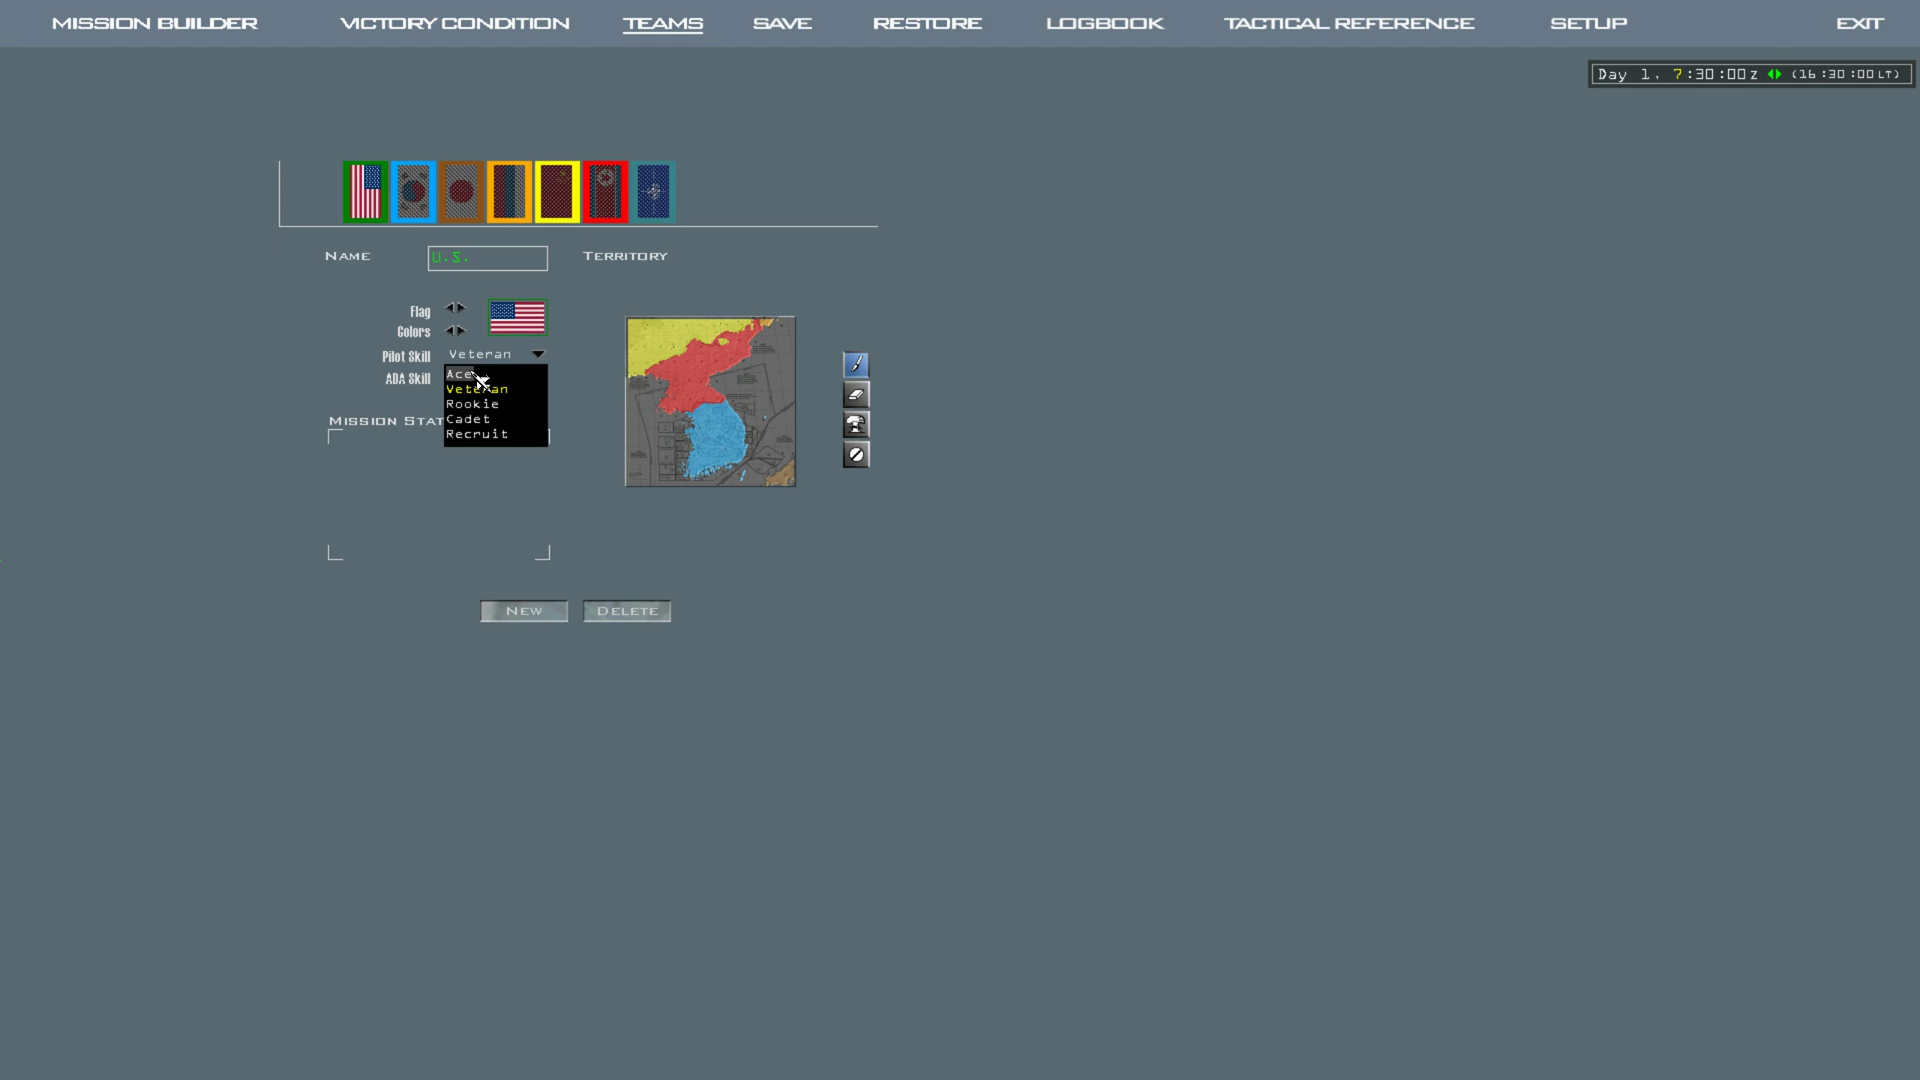 MISSION BUILDER VICTORY CONDITION TEAMS SAVE RESTORE LOGBOOK TACTICAL REFERENCE SETUP EXIT
Day 1, 7:30:00z (16:30:00LT)
NAME U.S. TERRITORY
Flag
Colors
Pilot Skill Veteran
ADA Skill
Ace
Veteran
Rookie
Cadet
Recruit
MISSION STAT
NEW DELETE